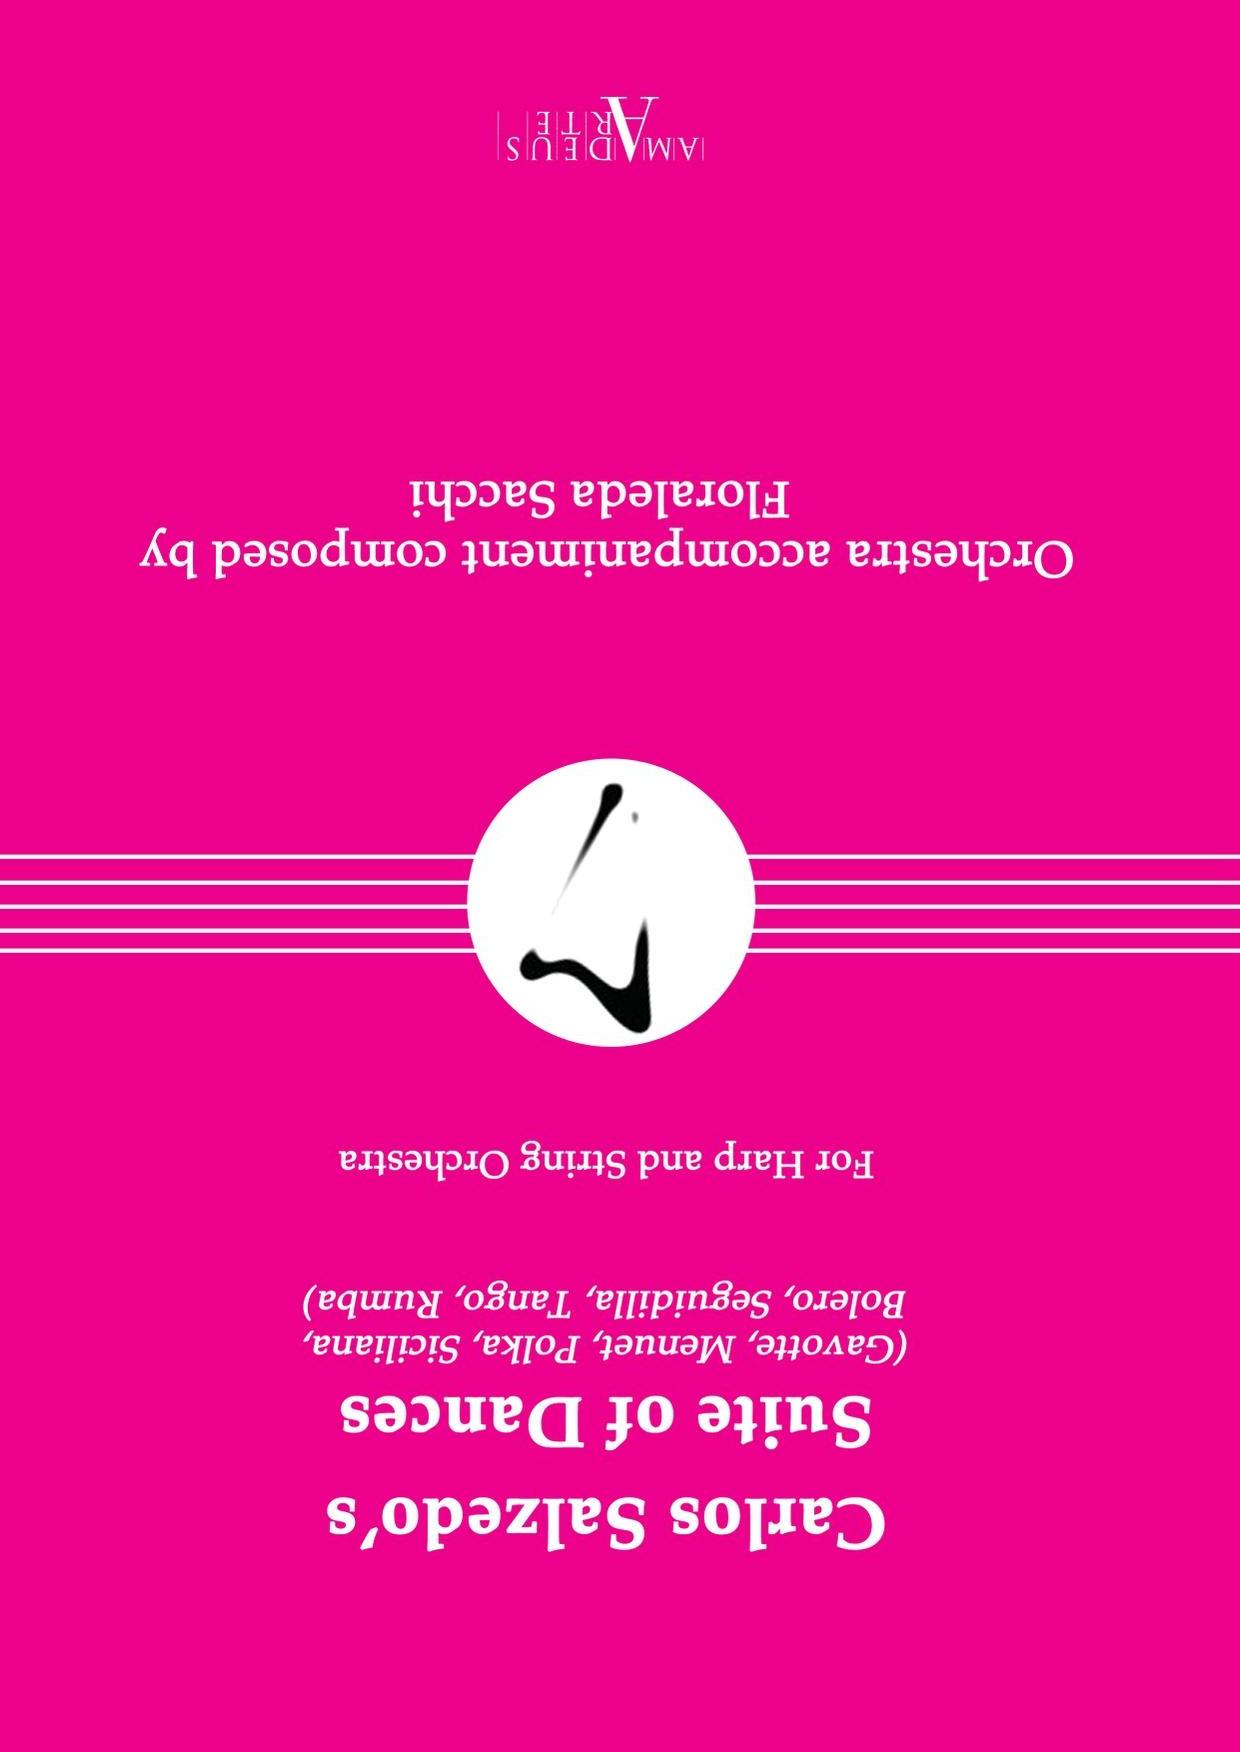 Carlos Salzedo's
Suite of Dances
(Gavotte, Menuet, Polka, Siciliana,
Bolero, Seguidilla, Tango, Rumba)
For Harp and String Orchestra
Orchestra accompaniment composed by
Floraleda Sacchi
AMADEUS
ARTE